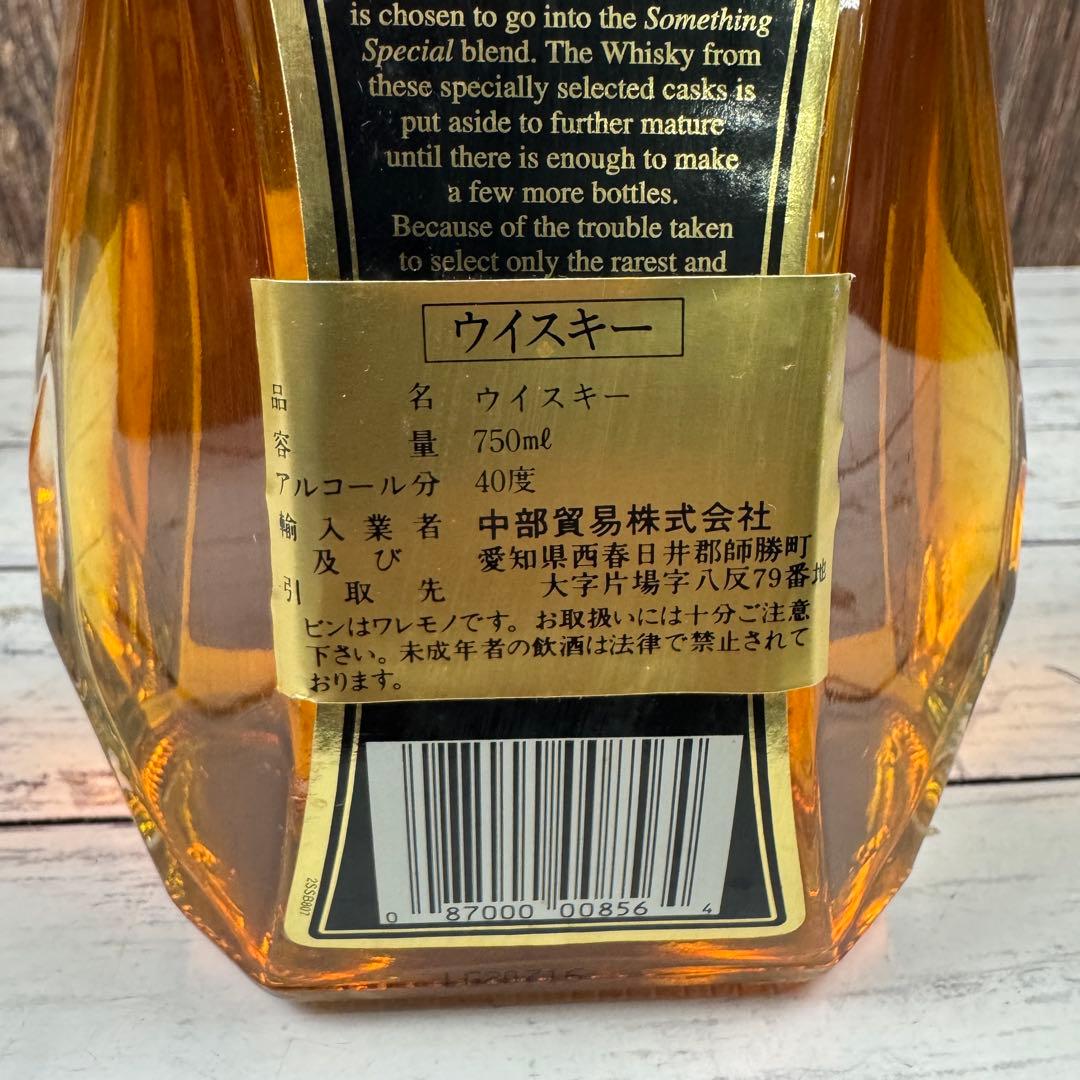 is chosen to go into the Something
Special blend. The Whisky from
these specially selected casks is
put aside to further mature
until there is enough to make
a few more bottles.
Because of the trouble taken
to select only the rarest and
ウイスキー
品名 ウイスキー
容量 750mℓ
アルコール分 40度
輸入業者 中部貿易株式会社
及び 愛知県西春日井郡師勝町
引取先 大字片場字八反79番地
ビンはワレモノです。お取扱いには十分ご注意
下さい。未成年者の飲酒は法律で禁止されて
おります。
2SSB807
0 87000 00856 4